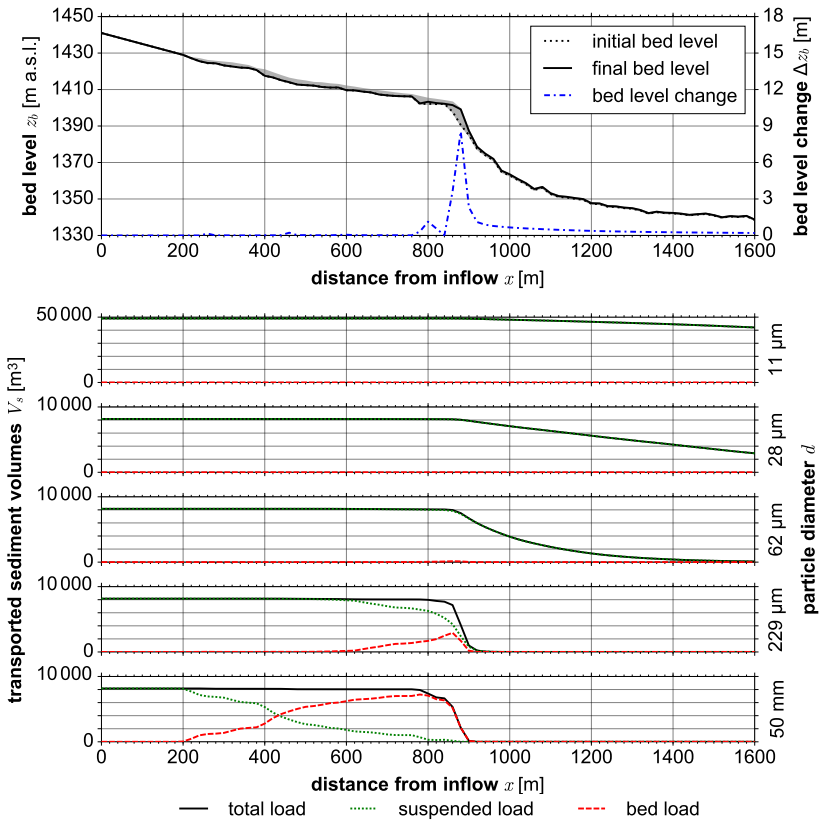 1450
1410
1390
1370
1350
1330
bed level z_b [m a.s.l.]
18
15
12
9
6
3
0
bed level change Δz_b [m]
initial bed level
final bed level
bed level change
0 200 400 600 800 1000 1200 1400 1600
distance from inflow x [m]
transported sediment volumes V_s [m³]
particle diameter d
50 000
0
11 µm
10 000
0
28 µm
10 000
0
62 µm
10 000
0
229 µm
10 000
0
50 mm
0 200 400 600 800 1000 1200 1400 1600
distance from inflow x [m]
total load suspended load bed load